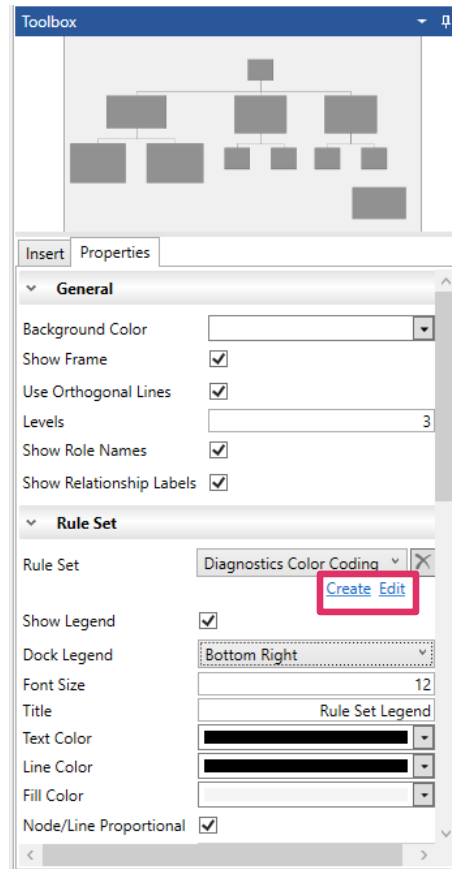 Toolbox
Insert Properties
General
Background Color
Show Frame
Use Orthogonal Lines
Levels 3
Show Role Names
Show Relationship Labels
Rule Set
Rule Set Diagnostics Color Coding
Create Edit
Show Legend
Dock Legend Bottom Right
Font Size 12
Title Rule Set Legend
Text Color
Line Color
Fill Color
Node/Line Proportional